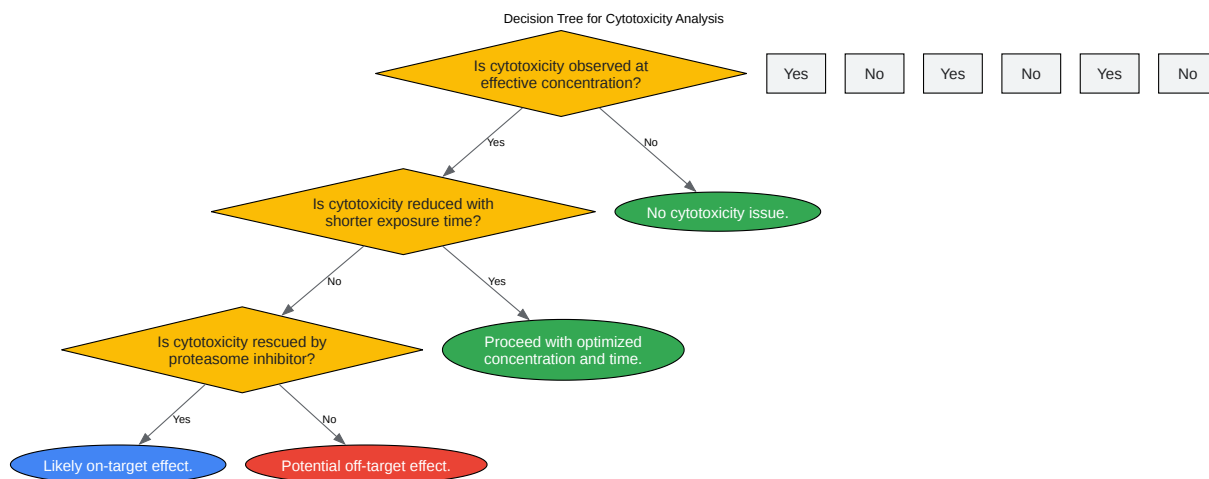 Decision Tree for Cytotoxicity Analysis
Is cytotoxicity observed at
effective concentration?
Yes
No
Yes
No
Yes
No
Yes
No
Is cytotoxicity reduced with
shorter exposure time?
No cytotoxicity issue.
No
Yes
Is cytotoxicity rescued by
proteasome inhibitor?
Proceed with optimized
concentration and time.
Yes
No
Likely on-target effect.
Potential off-target effect.